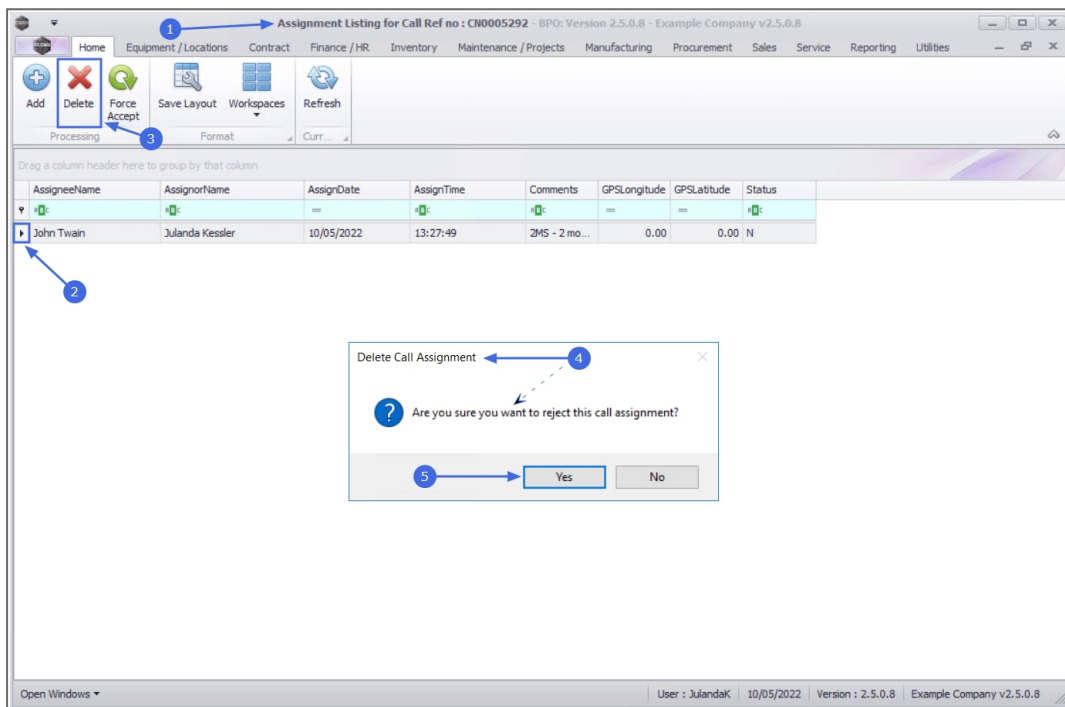 1
Assignment Listing for Call Ref no : CN0005292 - BPO: Version 2.5.0.8 - Example Company v2.5.0.8
Home Equipment / Locations Contract Finance / HR Inventory Maintenance / Projects Manufacturing Procurement Sales Service Reporting Utilities
Add Delete Force Accept Save Layout Workspaces Refresh
3
Processing Format Curr...
Drag a column header here to group by that column
AssigneeName AssignorName AssignDate AssignTime Comments GPSLongitude GPSLatitude Status
= = =
John Twain Julanda Kessler 10/05/2022 13:27:49 2MS - 2 mo... 0.00 0.00 N
2
Delete Call Assignment
4
? Are you sure you want to reject this call assignment?
5
Yes No
Open Windows User : JulandaK 10/05/2022 Version : 2.5.0.8 Example Company v2.5.0.8